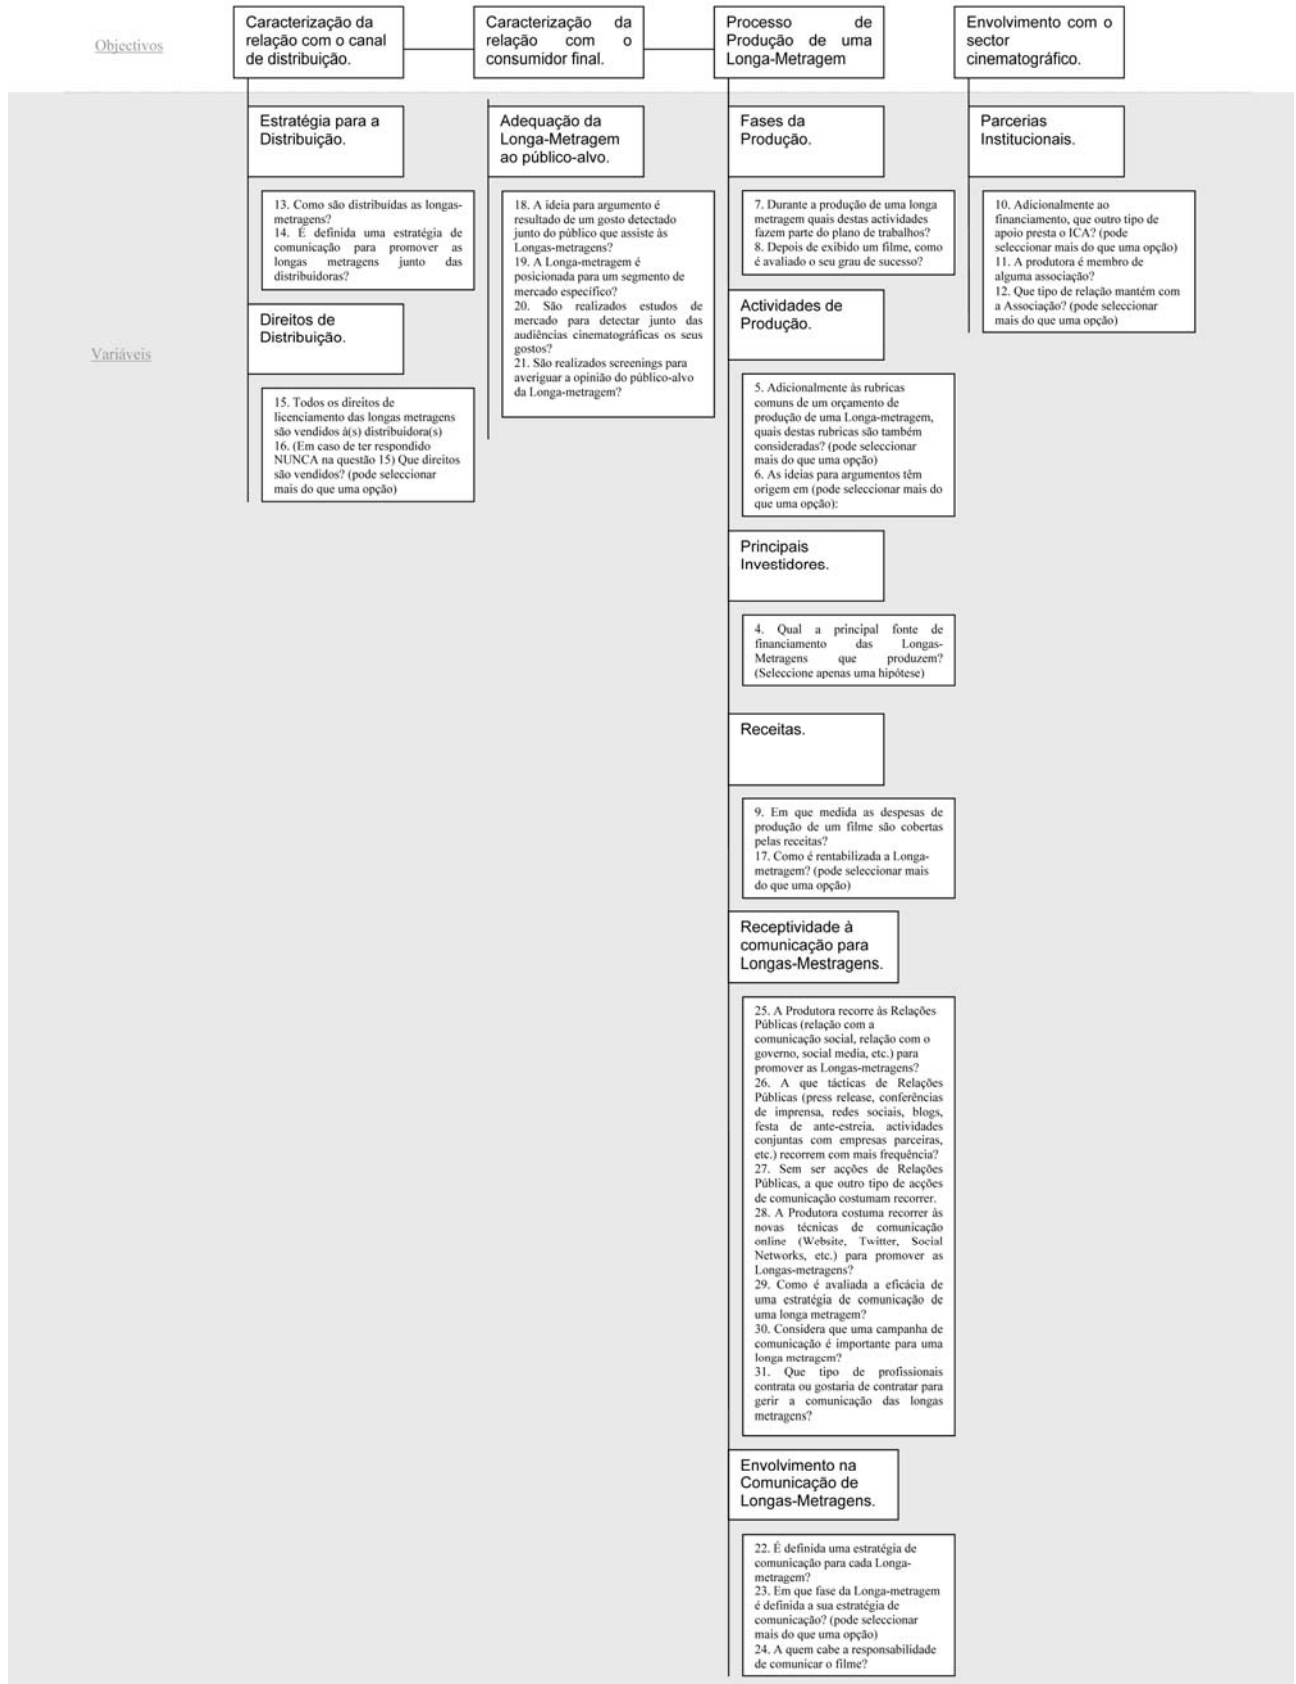 Objectivos
Caracterização da
relação com o canal
de distribuição.
Caracterização da
relação com o
consumidor final.
Processo de
Produção de uma
Longa-Metragem
Envolvimento com o
sector
cinematográfico.
Variáveis
Estratégia para a
Distribuição.
13. Como são distribuídas as longas-
metragens?
14. É definida uma estratégia de
comunicação para promover as
longas metragens junto das
distribuidoras?
Direitos de
Distribuição.
15. Todos os direitos de
licenciamento das longas metragens
são vendidos à(s) distribuidora(s)
16. (Em caso de ter respondido
NUNCA na questão 15) Que direitos
são vendidos? (pode seleccionar
mais do que uma opção)
Adequação da
Longa-Metragem
ao público-alvo.
18. A ideia para argumento é
resultado de um gosto detectado
junto do público que assiste às
Longas-metragens?
19. A Longa-metragem é
posicionada para um segmento de
mercado específico?
20. São realizados estudos de
mercado para detectar junto das
audiências cinematográficas os seus
gostos?
21. São realizados screenings para
averiguar a opinião do público-alvo
da Longa-metragem?
Fases da
Produção.
7. Durante a produção de uma longa
metragem quais destas actividades
fazem parte do plano de trabalhos?
8. Depois de exibido um filme, como
é avaliado o seu grau de sucesso?
Actividades de
Produção.
5. Adicionalmente às rubricas
comuns de um orçamento de
produção de uma Longa-metragem,
quais destas rubricas são também
consideradas? (pode seleccionar
mais do que uma opção)
6. As ideias para argumentos têm
origem em (pode seleccionar mais do
que uma opção):
Principais
Investidores.
4. Qual a principal fonte de
financiamento das Longas-
Metragens que produzem?
(Seleccione apenas uma hipótese)
Receitas.
9. Em que medida as despesas de
produção de um filme são cobertas
pelas receitas?
17. Como é rentabilizada a Longa-
metragem? (pode seleccionar mais
do que uma opção)
Receptividade à
comunicação para
Longas-Mestragens.
25. A Produtora recorre às Relações
Públicas (relação com a
comunicação social, relação com o
governo, social media, etc.) para
promover as Longas-metragens?
26. A que tácticas de Relações
Públicas (press release, conferências
de imprensa, redes sociais, blogs,
festa de ante-estreia, actividades
conjuntas com empresas parceiras,
etc.) recorrem com mais frequência?
27. Sem ser acções de Relações
Públicas, a que outro tipo de acções
de comunicação costumam recorrer.
28. A Produtora costuma recorrer às
novas técnicas de comunicação
online (Website, Twitter, Social
Networks, etc.) para promover as
Longas-metragens?
29. Como é avaliada a eficácia de
uma estratégia de comunicação de
uma longa metragem?
30. Considera que uma campanha de
comunicação é importante para uma
longa metragem?
31. Que tipo de profissionais
contrata ou gostaria de contratar para
gerir a comunicação das longas
metragens?
Envolvimento na
Comunicação de
Longas-Metragens.
22. É definida uma estratégia de
comunicação para cada Longa-
metragem?
23. Em que fase da Longa-metragem
é definida a sua estratégia de
comunicação? (pode seleccionar
mais do que uma opção)
24. A quem cabe a responsabilidade
de comunicar o filme?
Parcerias
Institucionais.
10. Adicionalmente ao
financiamento, que outro tipo de
apoio presta o ICA? (pode
seleccionar mais do que uma opção)
11. A produtora é membro de
alguma associação?
12. Que tipo de relação mantém com
a Associação? (pode seleccionar
mais do que uma opção)